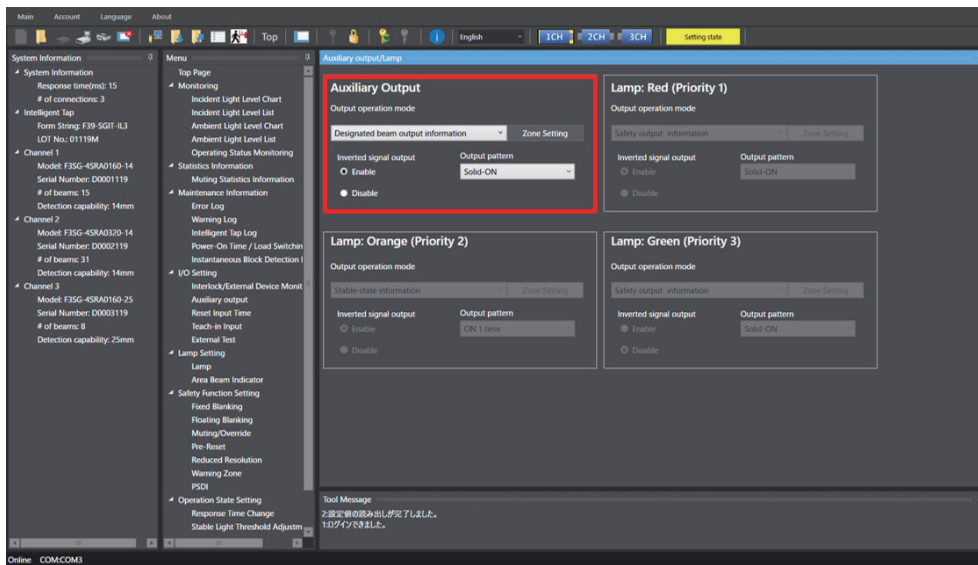 Main Account Language About
Top English 1CH 2CH 3CH Setting state
System Information
System Information
Response time(ms): 15
# of connections: 3
Intelligent Tap
Form String: F39-SGIT-IL3
LOT No.: 01119M
Channel 1
Model: F3SG-4SRA0160-14
Serial Number: D0001119
# of beams: 15
Detection capability: 14mm
Channel 2
Model: F3SG-4SRA0320-14
Serial Number: D0002119
# of beams: 31
Detection capability: 14mm
Channel 3
Model: F3SG-4SRA0160-25
Serial Number: D0003119
# of beams: 8
Detection capability: 25mm
Menu
Top Page
Monitoring
Incident Light Level Chart
Incident Light Level List
Ambient Light Level Chart
Ambient Light Level List
Operating Status Monitoring
Statistics Information
Muting Statistics Information
Maintenance Information
Error Log
Warning Log
Intelligent Tap Log
Power-On Time / Load Switchin
Instantaneous Block Detection I
I/O Setting
Interlock/External Device Monit
Auxiliary output
Reset Input Time
Teach-in Input
External Test
Lamp Setting
Lamp
Area Beam Indicator
Safety Function Setting
Fixed Blanking
Floating Blanking
Muting/Override
Pre-Reset
Reduced Resolution
Warning Zone
PSDI
Operation State Setting
Response Time Change
Stable Light Threshold Adjustm
Auxiliary output/Lamp
Auxiliary Output
Output operation mode
Designated beam output information Zone Setting
Inverted signal output Output pattern
Enable Solid-ON
Disable
Lamp: Red (Priority 1)
Output operation mode
Safety output information Zone Setting
Inverted signal output Output pattern
Enable Solid-ON
Disable
Lamp: Orange (Priority 2)
Output operation mode
Stable-state information Zone Setting
Inverted signal output Output pattern
Enable ON 1 time
Disable
Lamp: Green (Priority 3)
Output operation mode
Safety output information Zone Setting
Inverted signal output Output pattern
Enable Solid-ON
Disable
Tool Message
2:設定値の読み出しが完了しました。
1:ログインできました。
Online COM:COM3